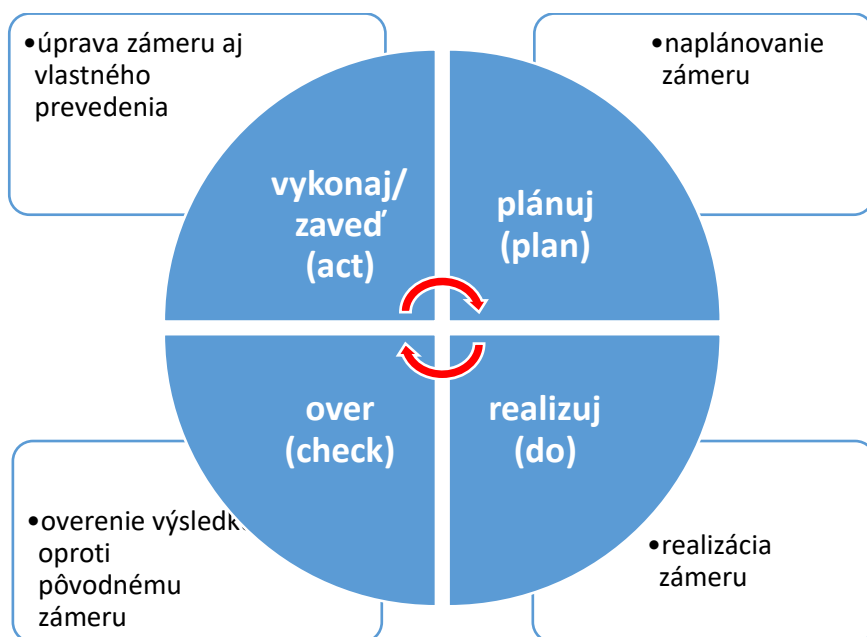 •úprava zámeru aj
vlastného
prevedenia
•naplánovanie
zámeru
vykonaj/
zaveď
(act)
plánuj
(plan)
over
(check)
realizuj
(do)
•overenie
oproti
pôvodnému
zámeru
•realizácia
zámeru